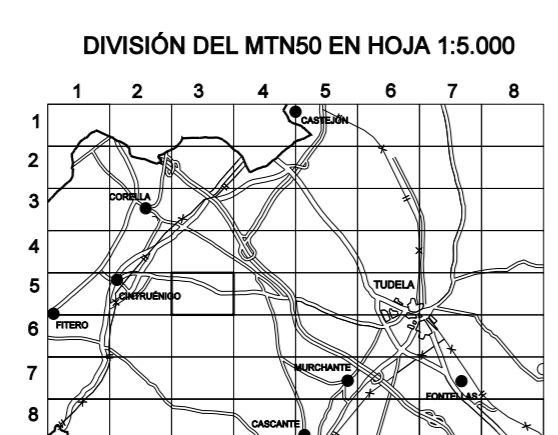 DIVISIÓN DEL MTN50 EN HOJA 1:5.000
1 2 3 4 5 6 7 8
1
CASTEJÓN
2
3
CORELLA
4
5
TUDELA
CINTRUÉNIGO
6
FITERO
7
MURCHANTE
FONTELLAS
8
CASCANTE